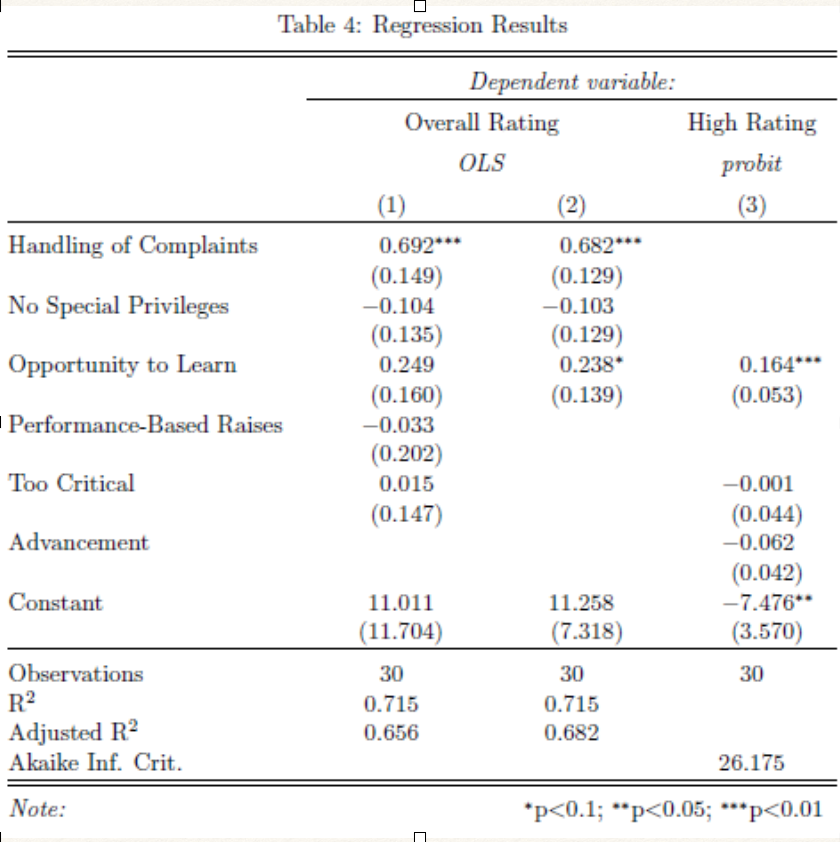 Table 4: Regression Results
Dependent variable:
Overall Rating High Rating
OLS probit
(1) (2) (3)
Handling of Complaints 0.692*** 0.682***
(0.149) (0.129)
No Special Privileges −0.104 −0.103
(0.135) (0.129)
Opportunity to Learn 0.249 0.238* 0.164***
(0.160) (0.139) (0.053)
Performance-Based Raises −0.033
(0.202)
Too Critical 0.015 −0.001
(0.147) (0.044)
Advancement −0.062
(0.042)
Constant 11.011 11.258 −7.476**
(11.704) (7.318) (3.570)
Observations 30 30 30
R² 0.715 0.715
Adjusted R² 0.656 0.682
Akaike Inf. Crit. 26.175
Note: *p<0.1; **p<0.05; ***p<0.01